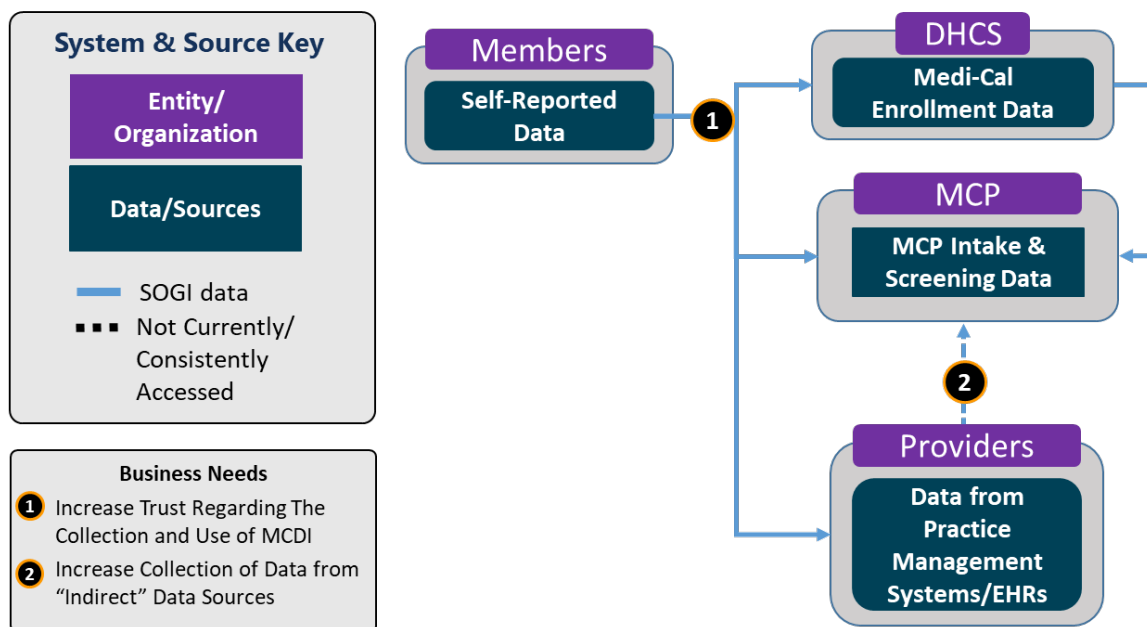 System & Source Key
Entity/
Organization
Data/Sources
SOGI data
Not Currently/
Consistently
Accessed
Business Needs
1 Increase Trust Regarding The
Collection and Use of MCDI
2 Increase Collection of Data from
“Indirect” Data Sources
Members
Self-Reported
Data
1
DHCS
Medi-Cal
Enrollment Data
MCP
MCP Intake &
Screening Data
2
Providers
Data from
Practice
Management
Systems/EHRs